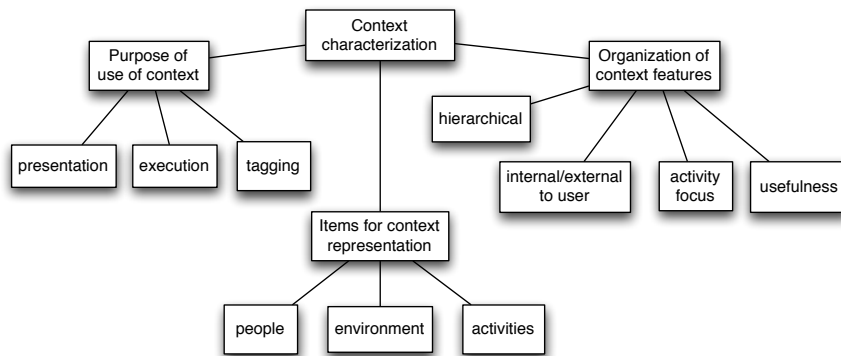 Context
characterization
Purpose of
use of context
Organization of
context features
hierarchical
presentation
execution
tagging
internal/external
to user
activity
focus
usefulness
Items for context
representation
people
environment
activities